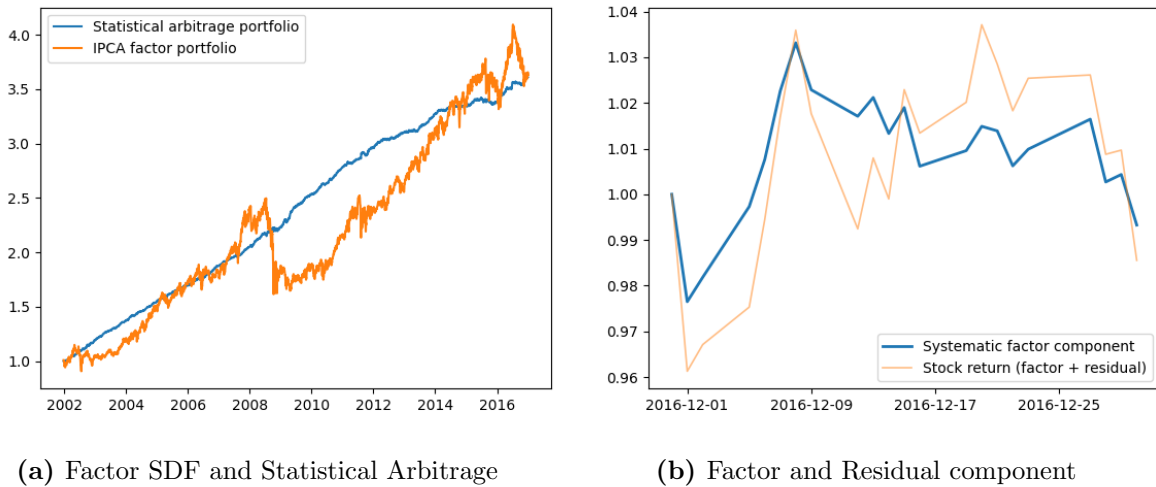 Statistical arbitrage portfolio
IPCA factor portfolio
4.0
3.5
3.0
2.5
2.0
1.5
1.0
2002 2004 2006 2008 2010 2012 2014 2016
(a) Factor SDF and Statistical Arbitrage
1.04
1.03
1.02
1.01
1.00
0.99
0.98
0.97
0.96
Systematic factor component
Stock return (factor + residual)
2016-12-01 2016-12-09 2016-12-17 2016-12-25
(b) Factor and Residual component